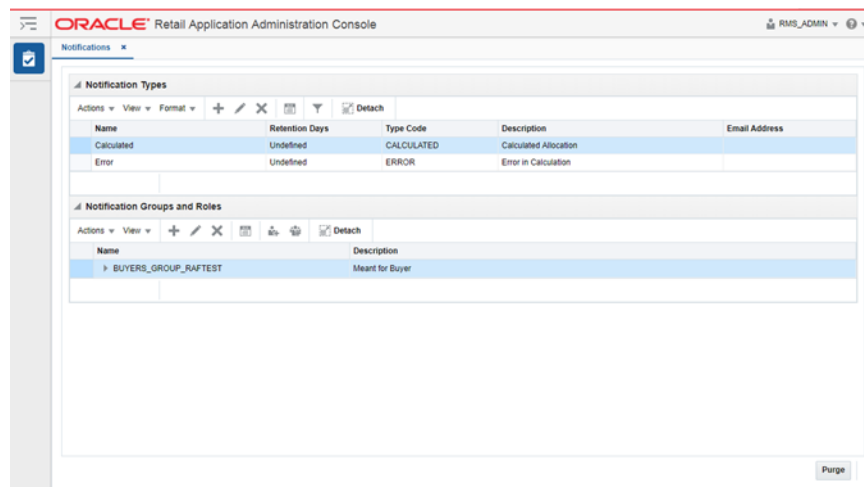 ORACLE® Retail Application Administration Console RMS_ADMIN
Notifications ×
Notification Types
Actions View Format Detach
Name Retention Days Type Code Description Email Address
Calculated Undefined CALCULATED Calculated Allocation
Error Undefined ERROR Error in Calculation
Notification Groups and Roles
Actions View Detach
Name Description
BUYERS_GROUP_RAFTEST Meant for Buyer
Purge